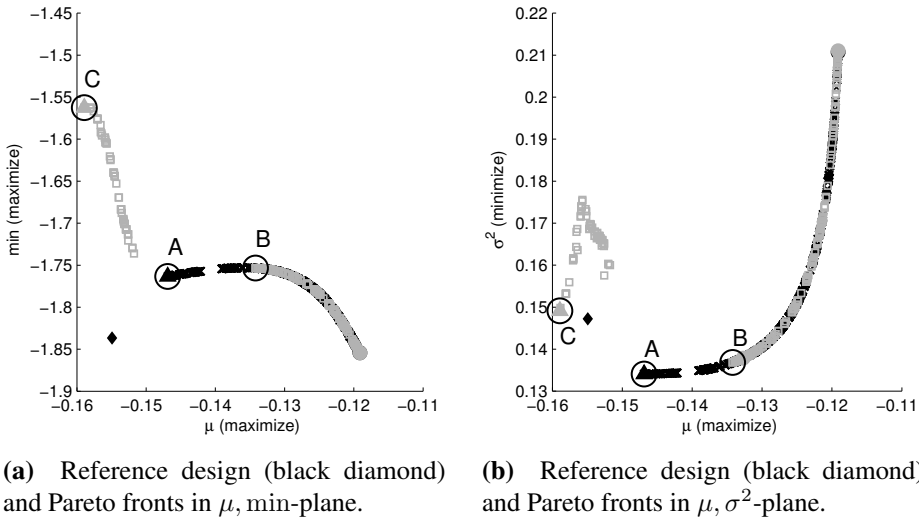 −1.45
−1.5
−1.55
−1.6
−1.65
−1.7
−1.75
−1.8
−1.85
−1.9
min (maximize)
C
A
B
−0.16 −0.15 −0.14 −0.13 −0.12 −0.11
μ (maximize)
0.21
0.2
0.19
0.18
0.17
0.16
0.15
0.14
0.13
σ² (minimize)
C
A
B
−0.16 −0.15 −0.14 −0.13 −0.12 −0.11
μ (maximize)
(a) Reference design (black diamond)
and Pareto fronts in μ, min-plane.
(b) Reference design (black diamond)
and Pareto fronts in μ, σ²-plane.